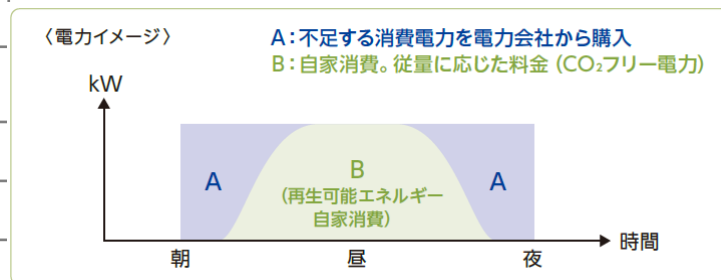 〈電力イメージ〉
A:不足する消費電力を電力会社から購入
B:自家消費。従量に応じた料金(CO₂フリー電力)
kW
A
B
(再生可能エネルギー
自家消費)
A
朝
昼
夜
時間